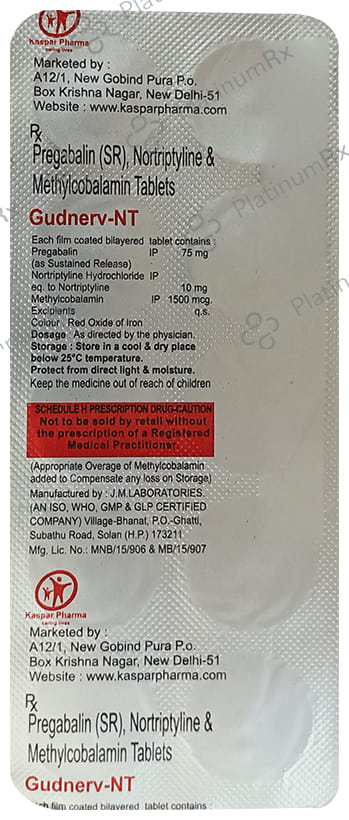 Kaspar Pharma
caring lives
Marketed by :
A12/1, New Gobind Pura P.o.
Box Krishna Nagar, New Delhi-51
Website : www.kasparpharma.com
Rx
Pregabalin (SR), Nortriptyline &
Methylcobalamin Tablets
Gudnerv-NT
Each film coated bilayered tablet contains :
Pregabalin IP 75 mg
(as Sustained Release)
Nortriptyline Hydrochloride IP
eq. to Nortriptyline 10 mg
Methylcobalamin IP 1500 mcg.
Excipients q.s.
Colour : Red Oxide of Iron
Dosage : As directed by the physician.
Storage : Store in a cool & dry place
below 25°C temperature.
Protect from direct light & moisture.
Keep the medicine out of reach of children
SCHEDULE H PRESCRIPTION DRUG-CAUTION
Not to be sold by retail without
the prescription of a Registered
Medical Practitioner.
(Appropriate Overage of Methylcobalamin
added to Compensate any loss on Storage)
Manufactured by : J.M.LABORATORIES
(AN ISO, WHO, GMP & GLP CERTIFIED
COMPANY) Village-Bhanat, P.O.-Ghatti,
Subathu Road, Solan (H.P.) 173211
Mfg. Lic. No.: MNB/15/906 & MB/15/907
Kaspar Pharma
caring lives
Marketed by :
A12/1, New Gobind Pura P.o.
Box Krishna Nagar, New Delhi-51
Website : www.kasparpharma.com
Rx
Pregabalin (SR), Nortriptyline &
Methylcobalamin Tablets
Gudnerv-NT
film coated bilayered tablet contains :
PlatinumRx
PlatinumRx